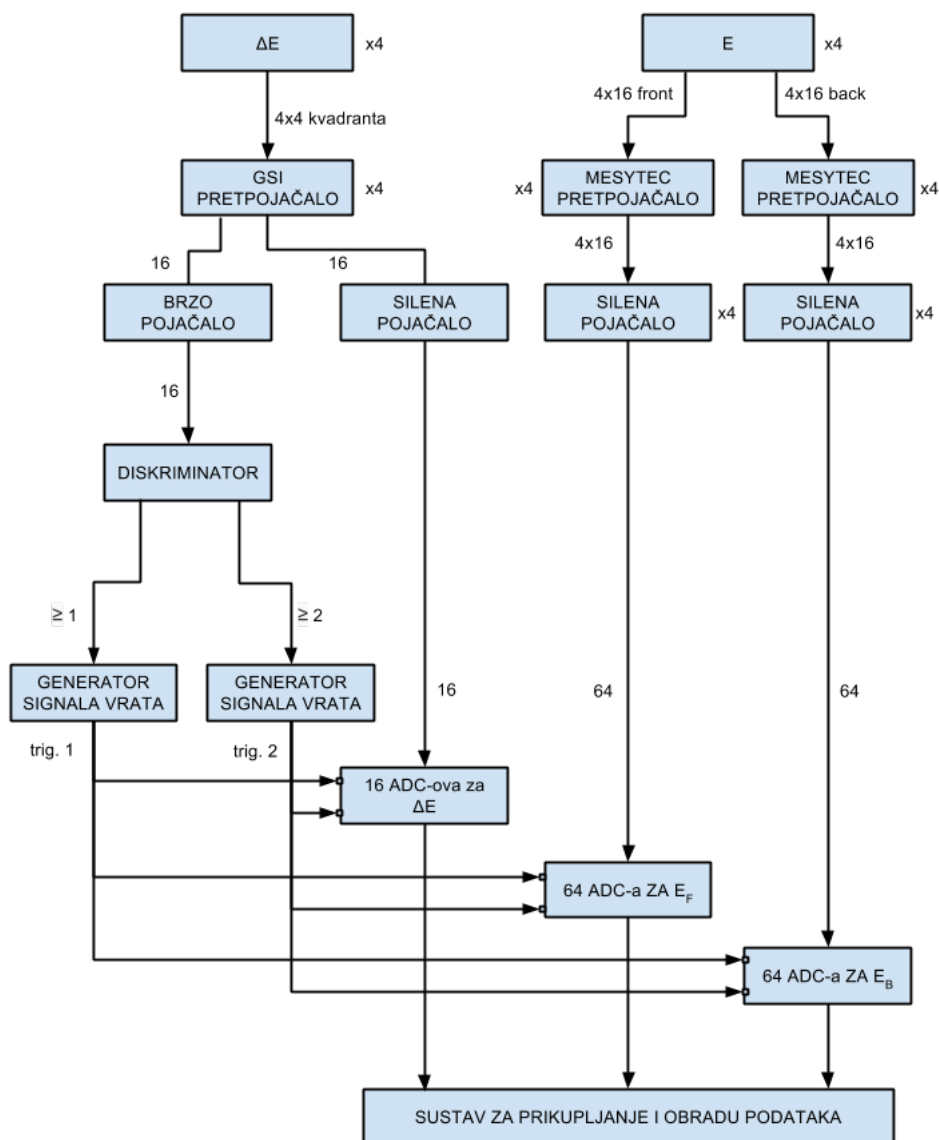 ΔE
x4
E
x4
4x4 kvadranta
4x16 front
4x16 back
GSI
PRETPOJAČALO
x4
x4
MESYTEC
PRETPOJAČALO
MESYTEC
PRETPOJAČALO
x4
16
16
4x16
4x16
BRZO
POJAČALO
SILENA
POJAČALO
SILENA
POJAČALO
x4
SILENA
POJAČALO
x4
16
DISKRIMINATOR
≥ 1
≥ 2
GENERATOR
SIGNALA VRATA
GENERATOR
SIGNALA VRATA
16
64
64
trig. 1
trig. 2
16 ADC-ova za
ΔE
64 ADC-a ZA E_F
64 ADC-a ZA E_B
SUSTAV ZA PRIKUPLJANJE I OBRADU PODATAKA